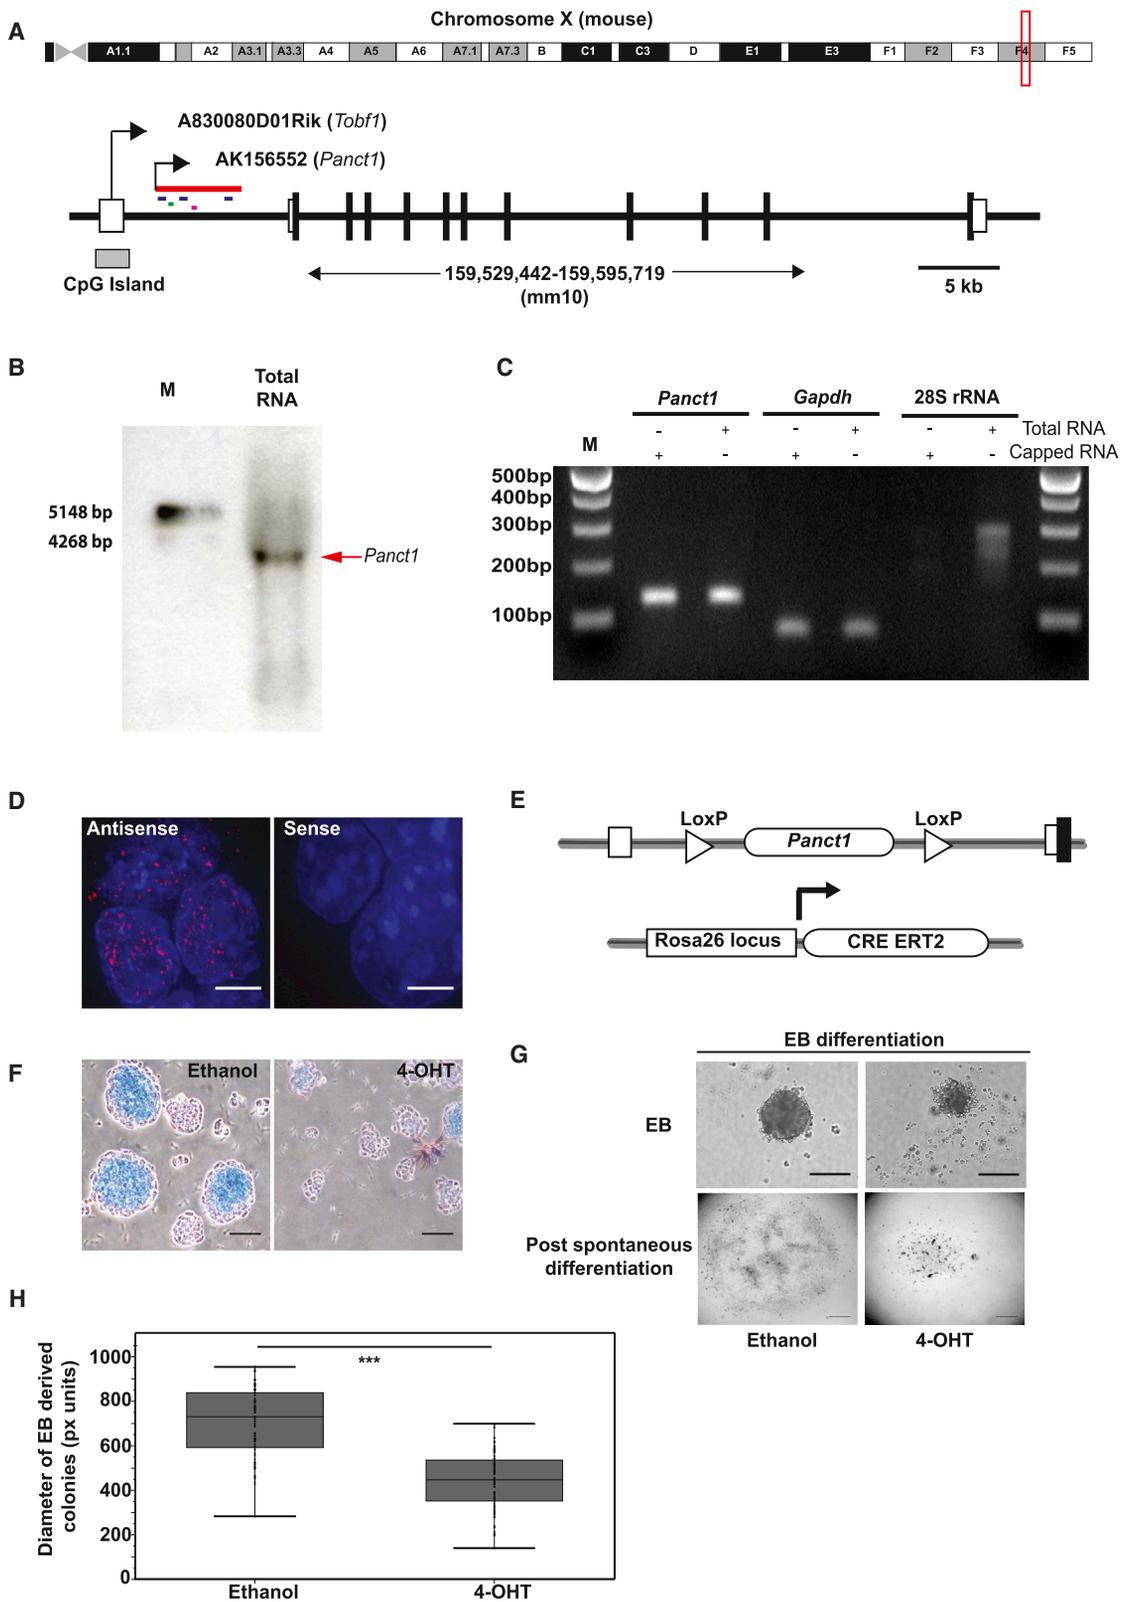 A
Chromosome X (mouse)
A1.1 A2 A3.1 A3.3 A4 A5 A6 A7.1 A7.3 B C1 C3 D E1 E3 F1 F2 F3 F4 F5
A830080D01Rik (Tobf1)
AK156552 (Panct1)
CpG Island
159,529,442-159,595,719
(mm10)
5 kb
B
M
Total
RNA
5148 bp
4268 bp
Panct1
C
Panct1 Gapdh 28S rRNA
- + - + - + Total RNA
+ - + - + - Capped RNA
M
500bp
400bp
300bp
200bp
100bp
D
Antisense
Sense
E
LoxP
Panct1
LoxP
Rosa26 locus
CRE ERT2
F
Ethanol
4-OHT
G
EB differentiation
EB
Post spontaneous
differentiation
Ethanol
4-OHT
H
Diameter of EB derived
colonies (px units)
1000
800
600
400
200
0
***
Ethanol
4-OHT